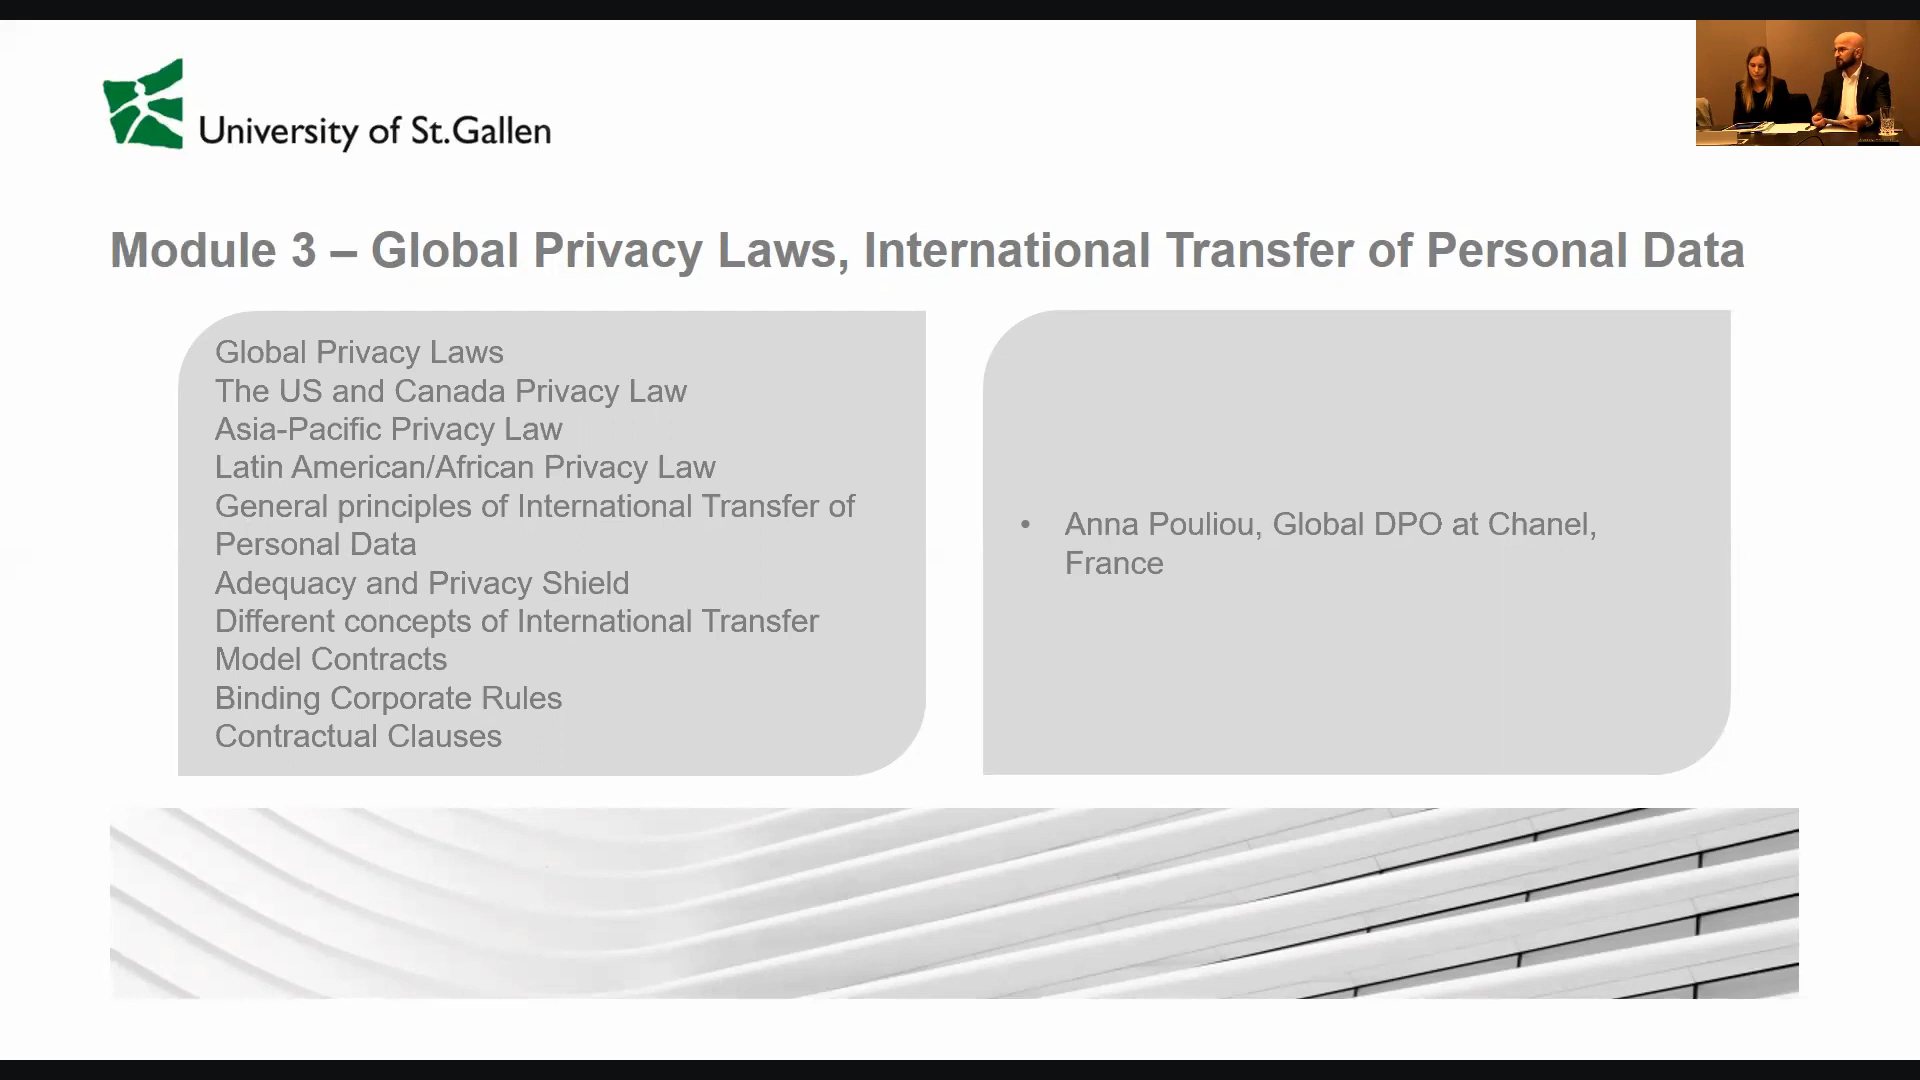 University of St.Gallen
Module 3 – Global Privacy Laws, International Transfer of Personal Data
Global Privacy Laws
The US and Canada Privacy Law
Asia-Pacific Privacy Law
Latin American/African Privacy Law
General principles of International Transfer of
Personal Data
Adequacy and Privacy Shield
Different concepts of International Transfer
Model Contracts
Binding Corporate Rules
Contractual Clauses
• Anna Pouliou, Global DPO at Chanel,
France